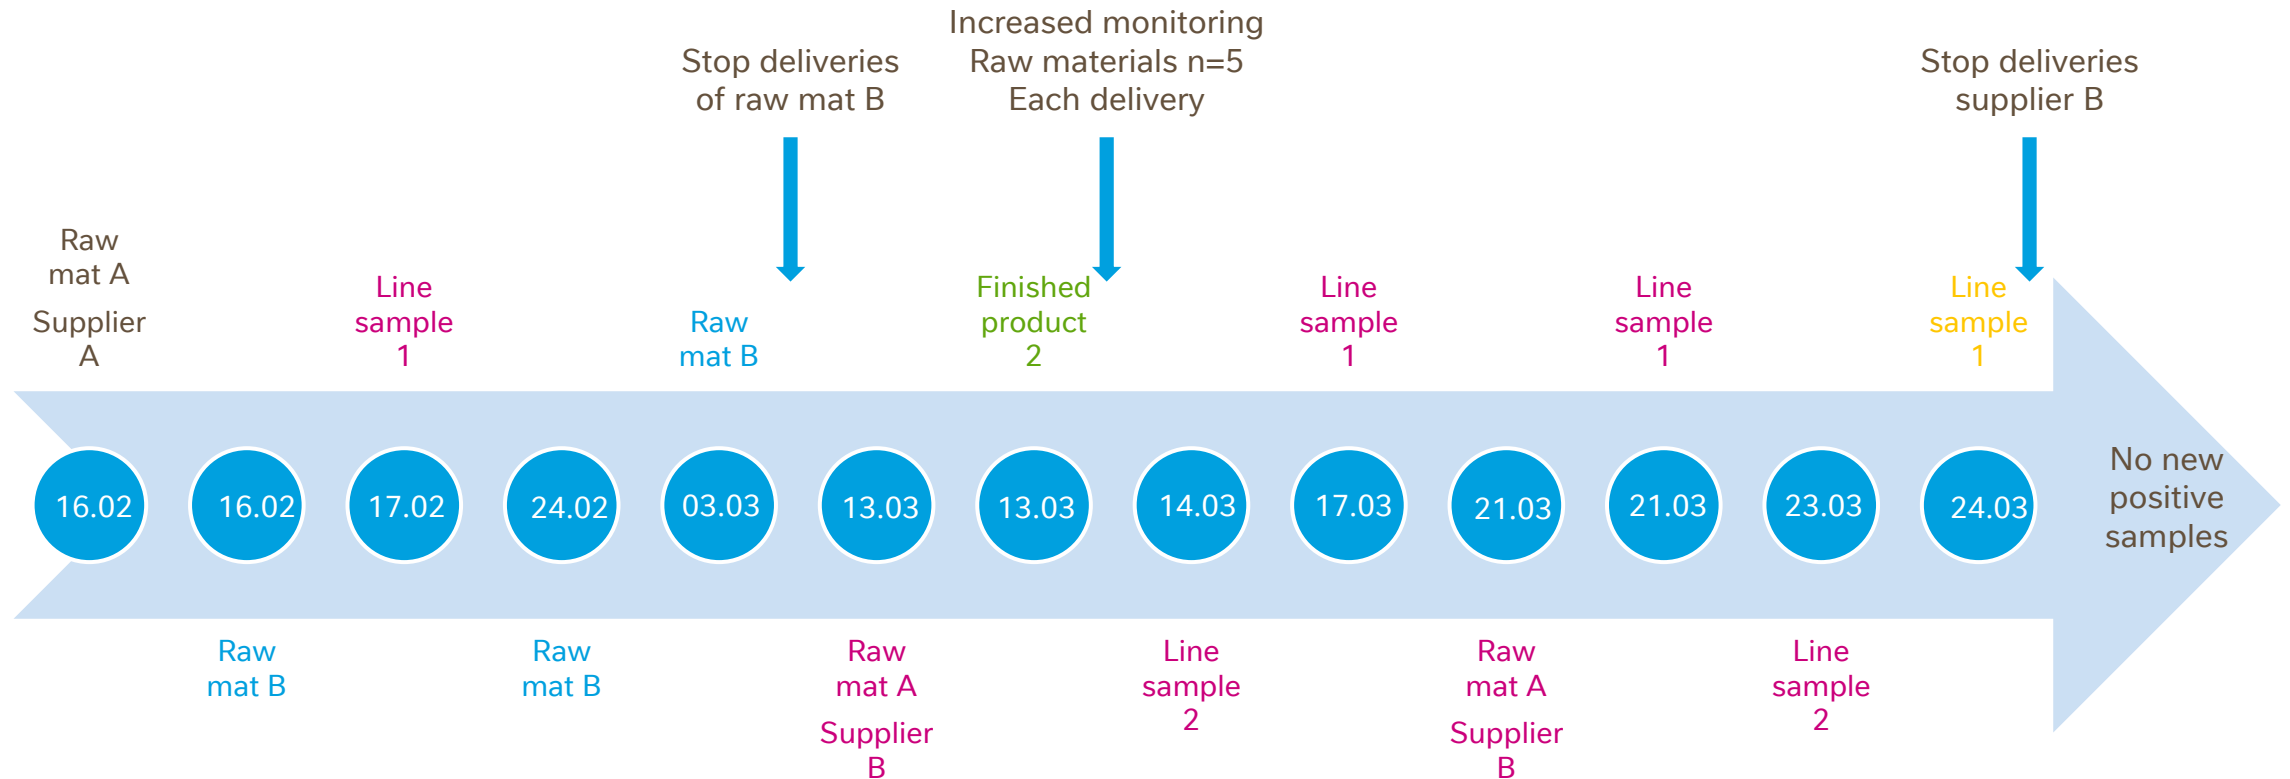 Increased monitoring
Raw materials n=5
Each delivery
Stop deliveries
of raw mat B
Stop deliveries
supplier B
Raw
mat A
Supplier
A
Line
sample
1
Raw
mat B
Finished
product
2
Line
sample
1
Line
sample
1
Line
sample
1
16.02
16.02
17.02
24.02
03.03
13.03
13.03
14.03
17.03
21.03
21.03
23.03
24.03
No new
positive
samples
Raw
mat B
Raw
mat B
Raw
mat A
Supplier
B
Line
sample
2
Raw
mat A
Supplier
B
Line
sample
2